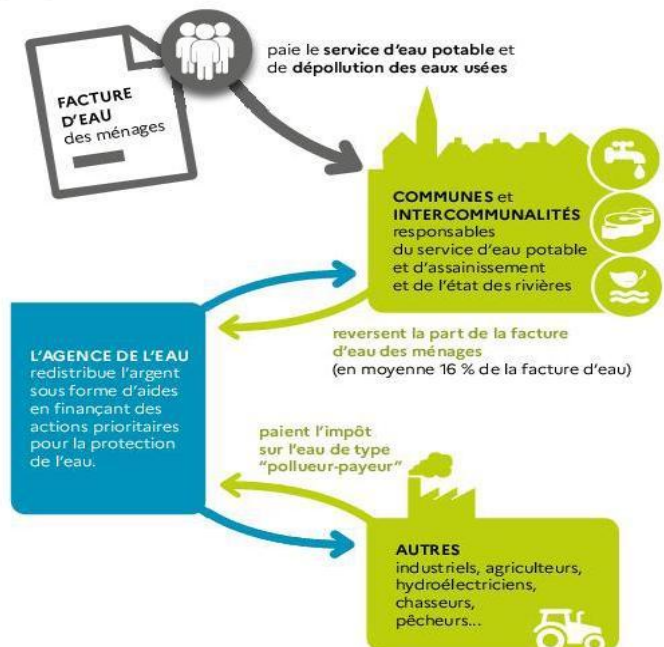 paie le service d'eau potable et
de dépollution des eaux usées
FACTURE
D'EAU
des ménages
COMMUNES et
INTERCOMMUNALITÉS
responsables
du service d'eau potable
et d'assainissement
et de l'état des rivières
reversent la part de la facture
d'eau des ménages
(en moyenne 16 % de la facture d'eau)
L'AGENCE DE L'EAU
redistribue l'argent
sous forme d'aides
en finançant des
actions prioritaires
pour la protection
de l'eau.
paient l'impôt
sur l'eau de type
"pollueur-payeur"
AUTRES
industriels, agriculteurs,
hydroélectriciens,
chasseurs,
pêcheurs...